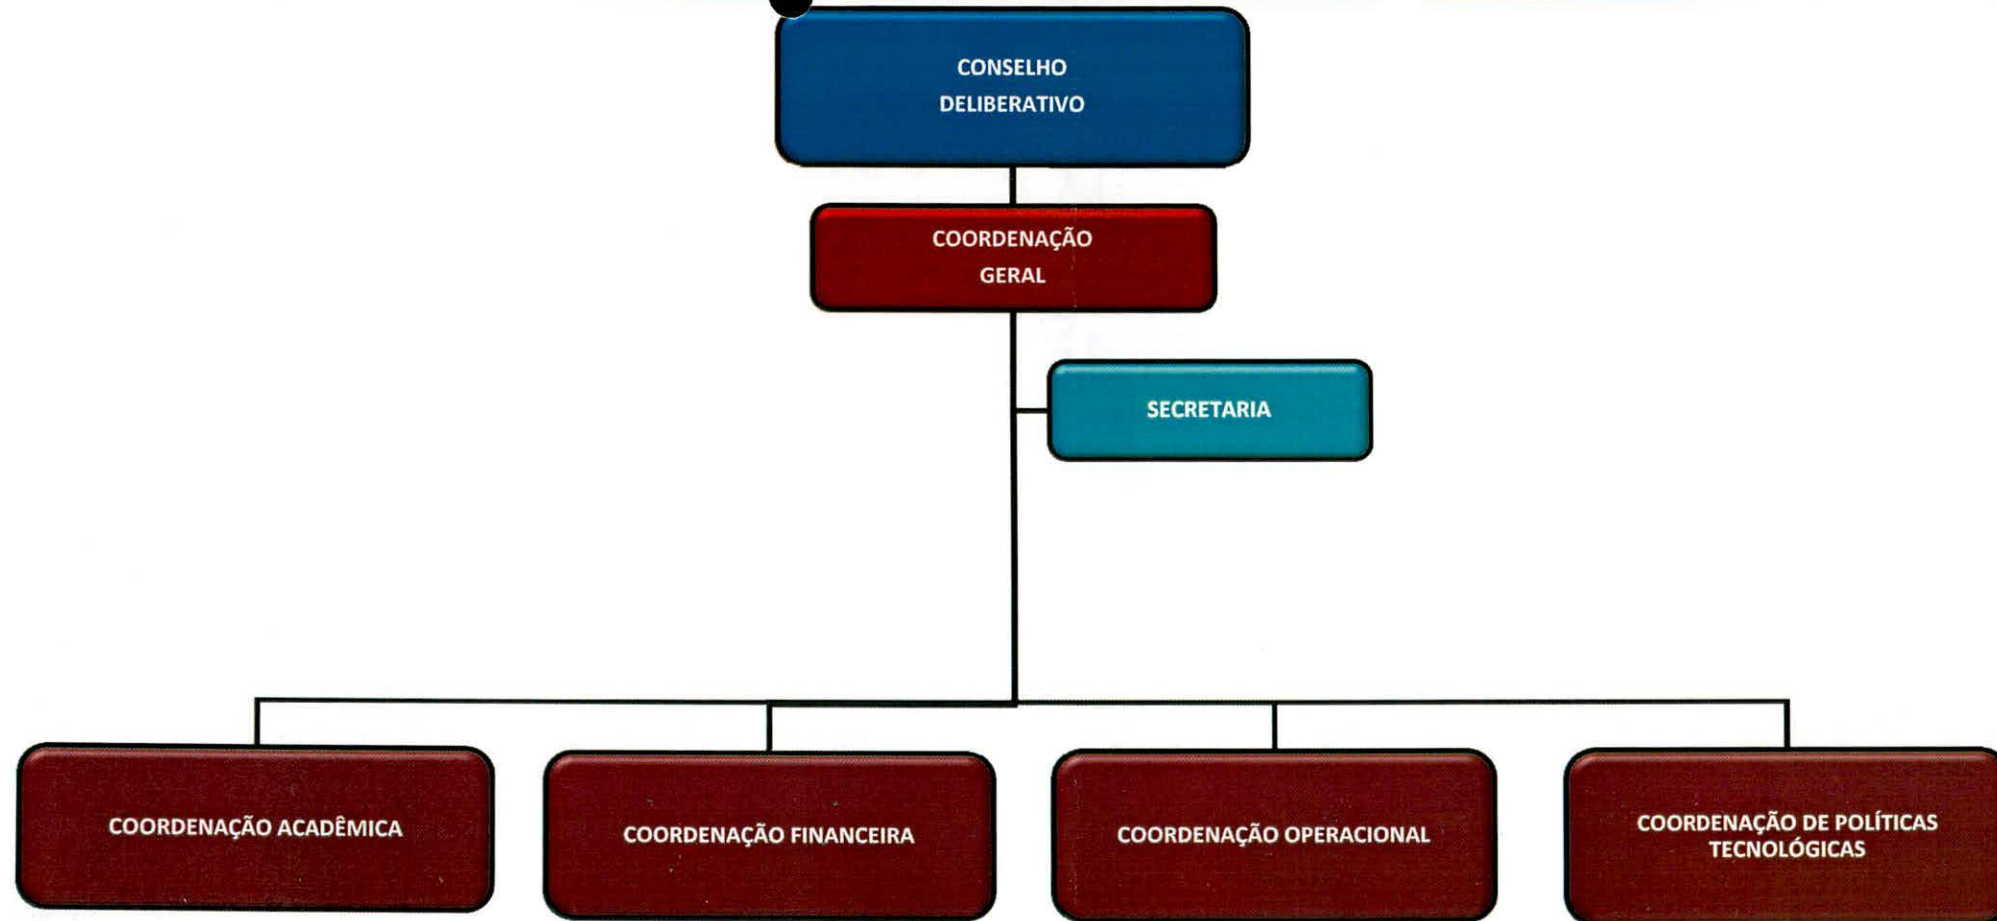 CONSELHO
DELIBERATIVO
COORDENAÇÃO
GERAL
SECRETARIA
COORDENAÇÃO ACADÊMICA
COORDENAÇÃO FINANCEIRA
COORDENAÇÃO OPERACIONAL
COORDENAÇÃO DE POLÍTICAS
TECNOLÓGICAS